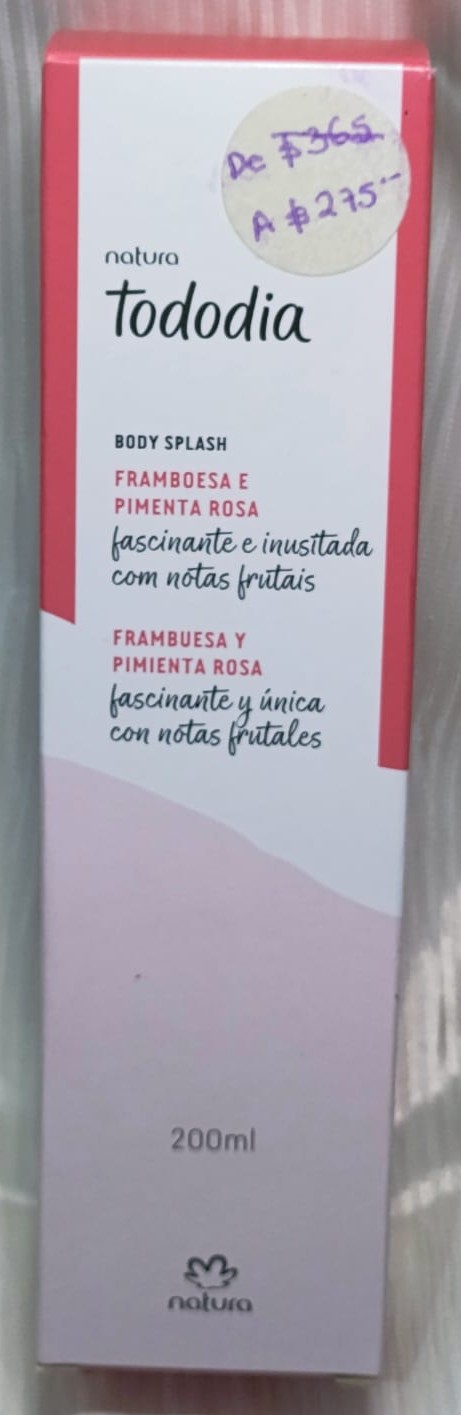 De $365
A $275
natura
tododia
BODY SPLASH
FRAMBOESA E
PIMENTA ROSA
fascinante e inusitada
com notas frutais
FRAMBUESA Y
PIMIENTA ROSA
fascinante y única
con notas frutales
200ml
natura